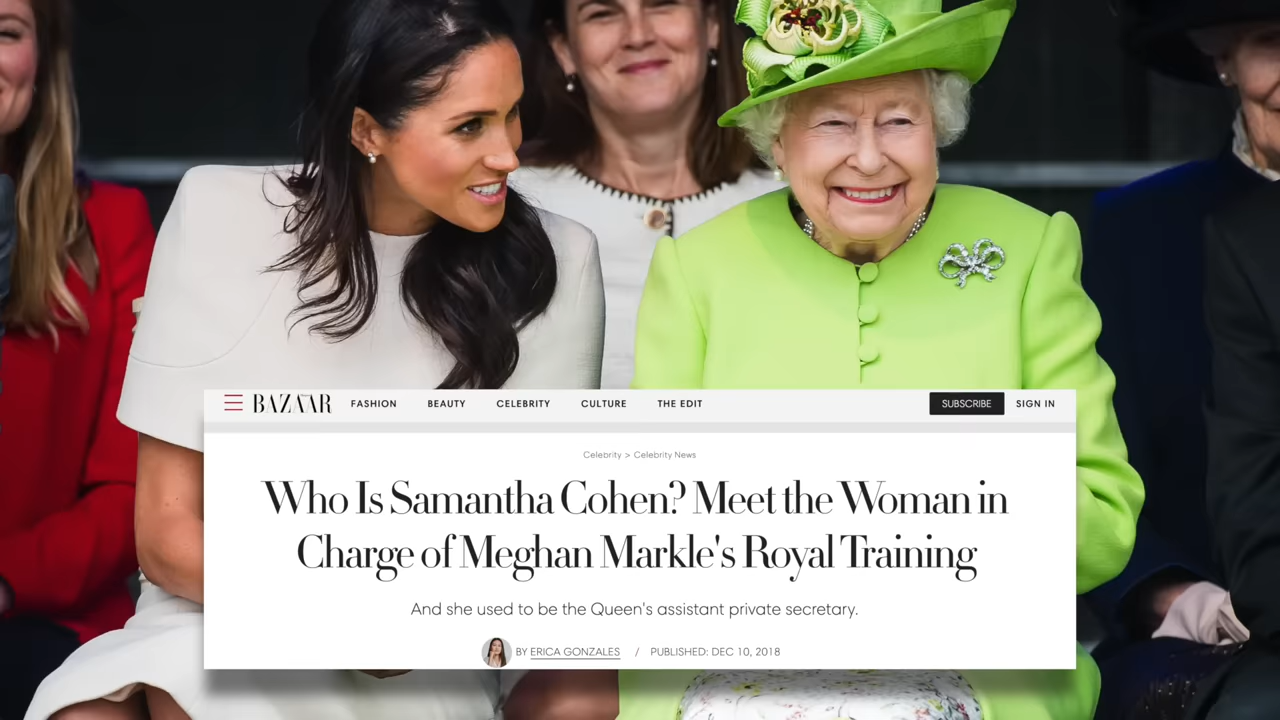 BAZAAR FASHION BEAUTY CELEBRITY CULTURE THE EDIT SUBSCRIBE SIGN IN
Celebrity > Celebrity News
Who Is Samantha Cohen? Meet the Woman in
Charge of Meghan Markle's Royal Training
And she used to be the Queen's assistant private secretary.
BY ERICA GONZALES / PUBLISHED: DEC 10, 2018